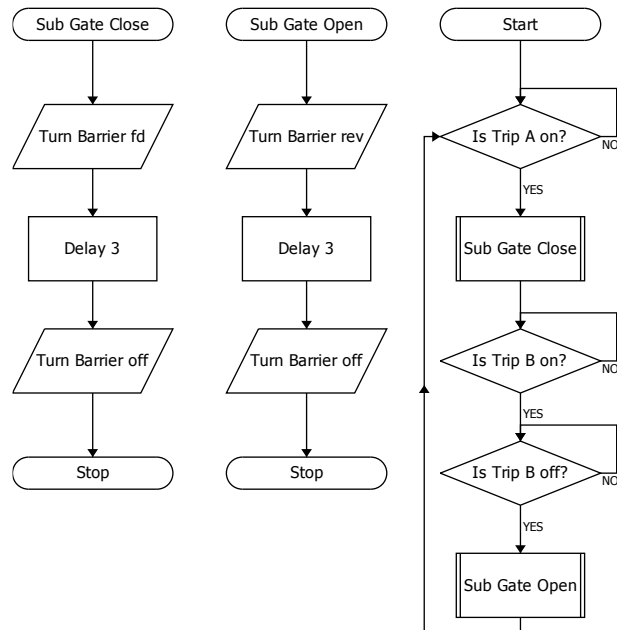 Sub Gate Close
Turn Barrier fd
Delay 3
Turn Barrier off
Stop
Sub Gate Open
Turn Barrier rev
Delay 3
Turn Barrier off
Stop
Start
Is Trip A on?
NO
YES
Sub Gate Close
Is Trip B on?
NO
YES
Is Trip B off?
NO
YES
Sub Gate Open